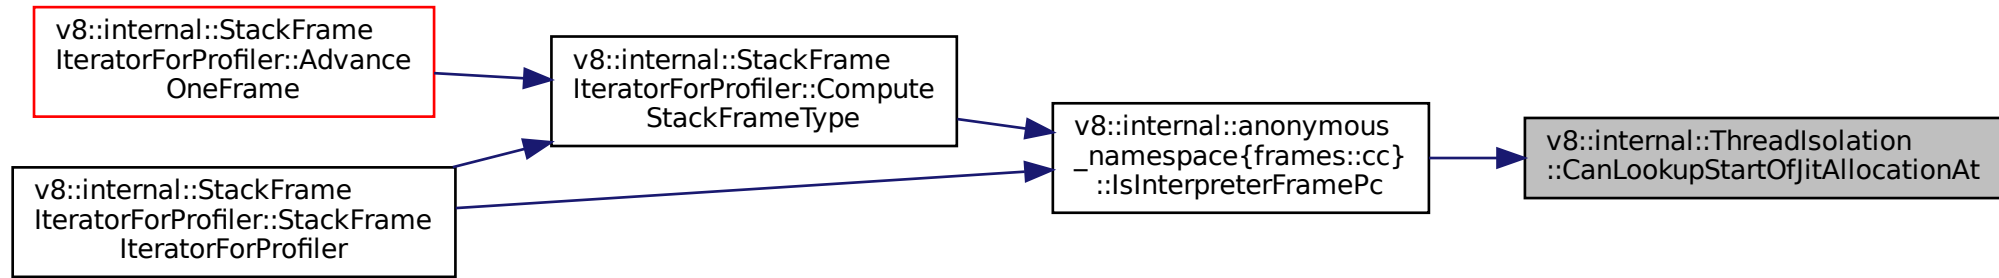 v8::internal::StackFrame
IteratorForProfiler::Advance
OneFrame
v8::internal::StackFrame
IteratorForProfiler::StackFrame
IteratorForProfiler
v8::internal::StackFrame
IteratorForProfiler::Compute
StackFrameType
v8::internal::anonymous
_namespace{frames::cc}
::IsInterpreterFramePc
v8::internal::ThreadIsolation
::CanLookupStartOfJitAllocationAt